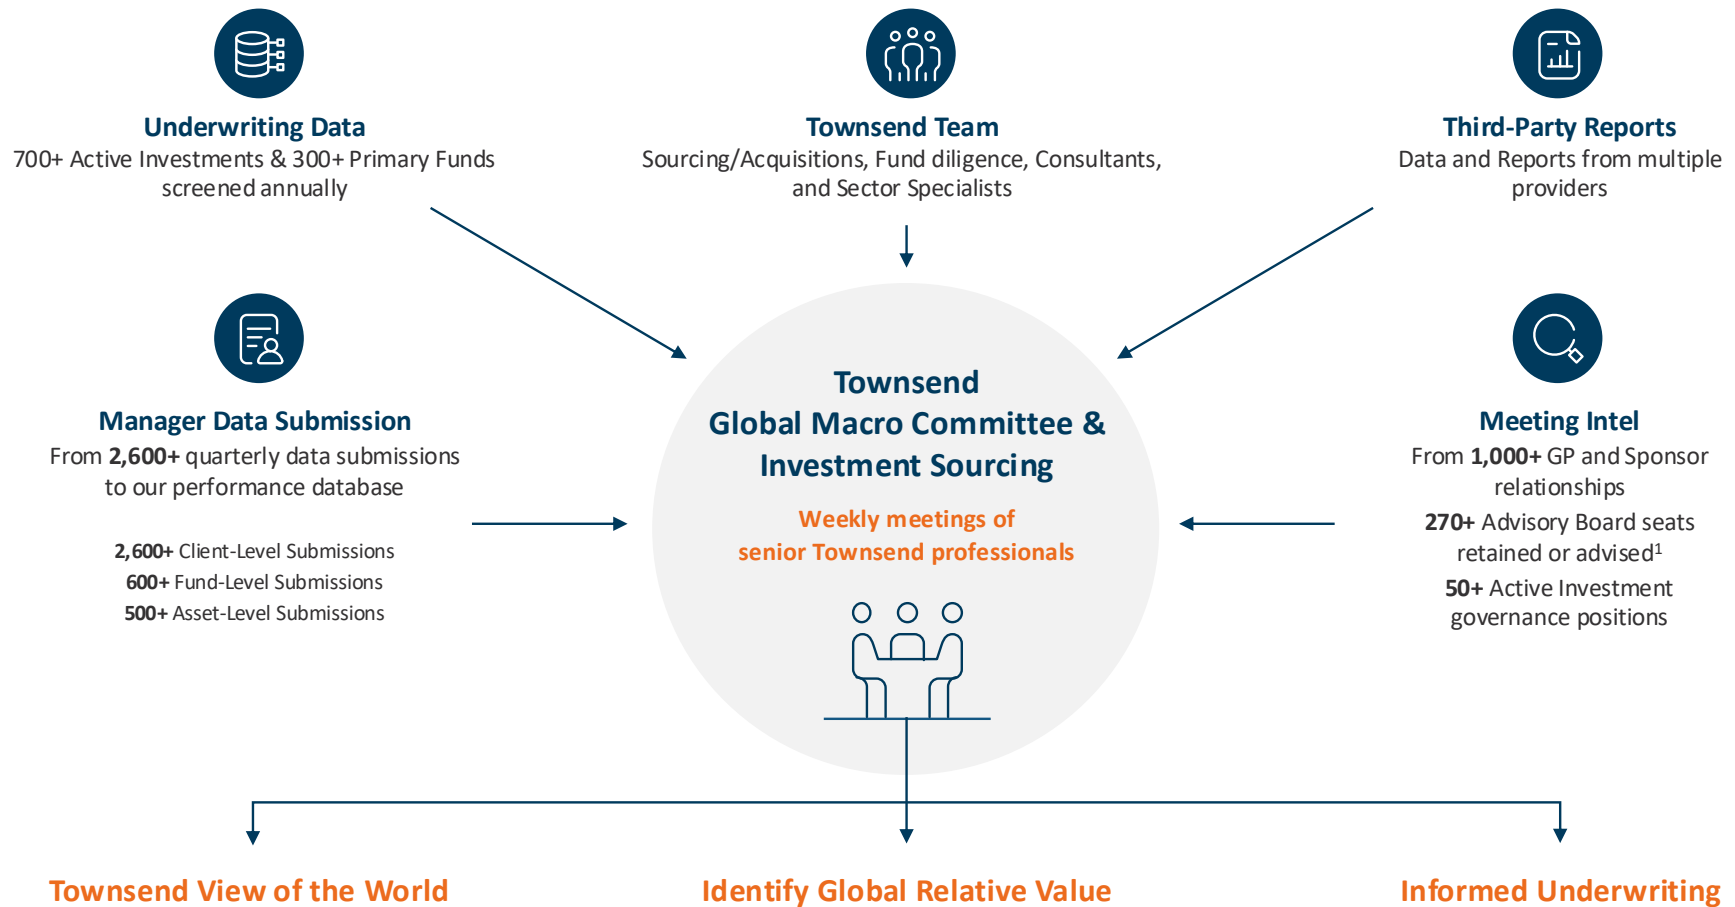 Underwriting Data
700+ Active Investments & 300+ Primary Funds
screened annually
Townsend Team
Sourcing/Acquisitions, Fund diligence, Consultants,
and Sector Specialists
Third-Party Reports
Data and Reports from multiple
providers
Manager Data Submission
From 2,600+ quarterly data submissions
to our performance database
2,600+ Client-Level Submissions
600+ Fund-Level Submissions
500+ Asset-Level Submissions
Townsend
Global Macro Committee &
Investment Sourcing
Weekly meetings of
senior Townsend professionals
Meeting Intel
From 1,000+ GP and Sponsor
relationships
270+ Advisory Board seats
retained or advised¹
50+ Active Investment
governance positions
Townsend View of the World
Identify Global Relative Value
Informed Underwriting